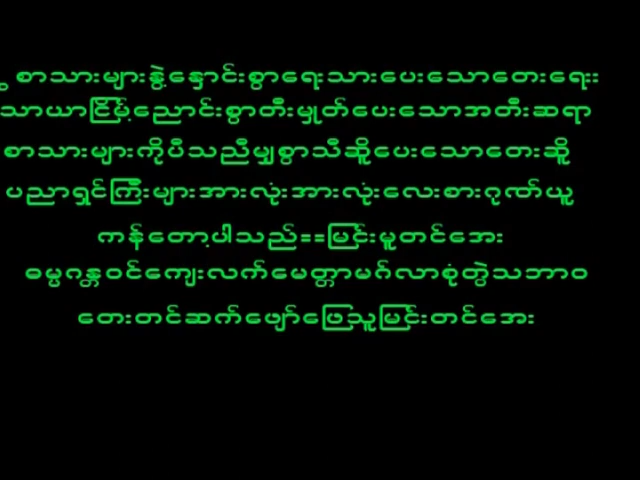 စာသားများနွဲ့နှောင်းစွာရေးသားပေးသောတေးရေး
သာယာငြိမ့်ညောင်းစွာတီးမှုတ်ပေးသောအတီးဆရာ
စာသားများကိုပီသညီမျှစွာသီဆိုပေးသောတေးဆို
ပညာရှင်ကြီးများအားလုံးအားလုံးလေးစားဂုဏ်ယူ
ကန်တော့ပါသည်==မြင်းမူတင်အေး
ဓမ္မဂန္တဝင်ကျေးလက်မေတ္တာမဂ်လာစုံတွဲသဘာဝ
တေးတင်ဆက်ဖျော်ဖြေသူမြင်းတင်အေး